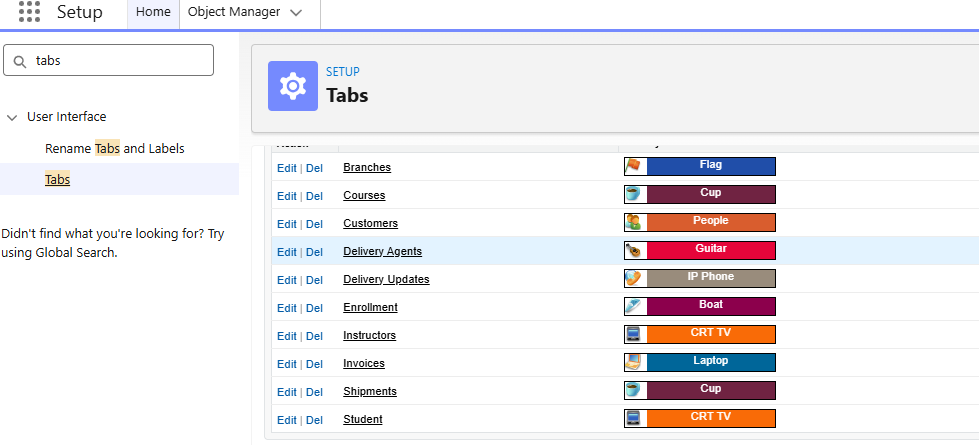 Setup
Home
Object Manager
tabs
SETUP
Tabs
User Interface
Rename Tabs and Labels
Tabs
Didn't find what you're looking for? Try
using Global Search.
Edit | Del Branches Flag
Edit | Del Courses Cup
Edit | Del Customers People
Edit | Del Delivery Agents Guitar
Edit | Del Delivery Updates IP Phone
Edit | Del Enrollment Boat
Edit | Del Instructors CRT TV
Edit | Del Invoices Laptop
Edit | Del Shipments Cup
Edit | Del Student CRT TV